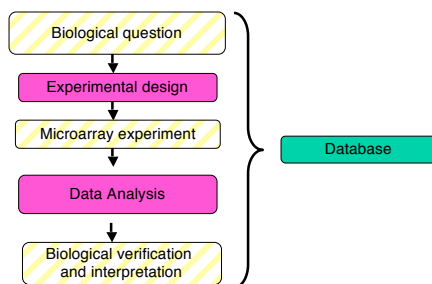 Biological question
Experimental design
Microarray experiment
Database
Data Analysis
Biological verification
and interpretation